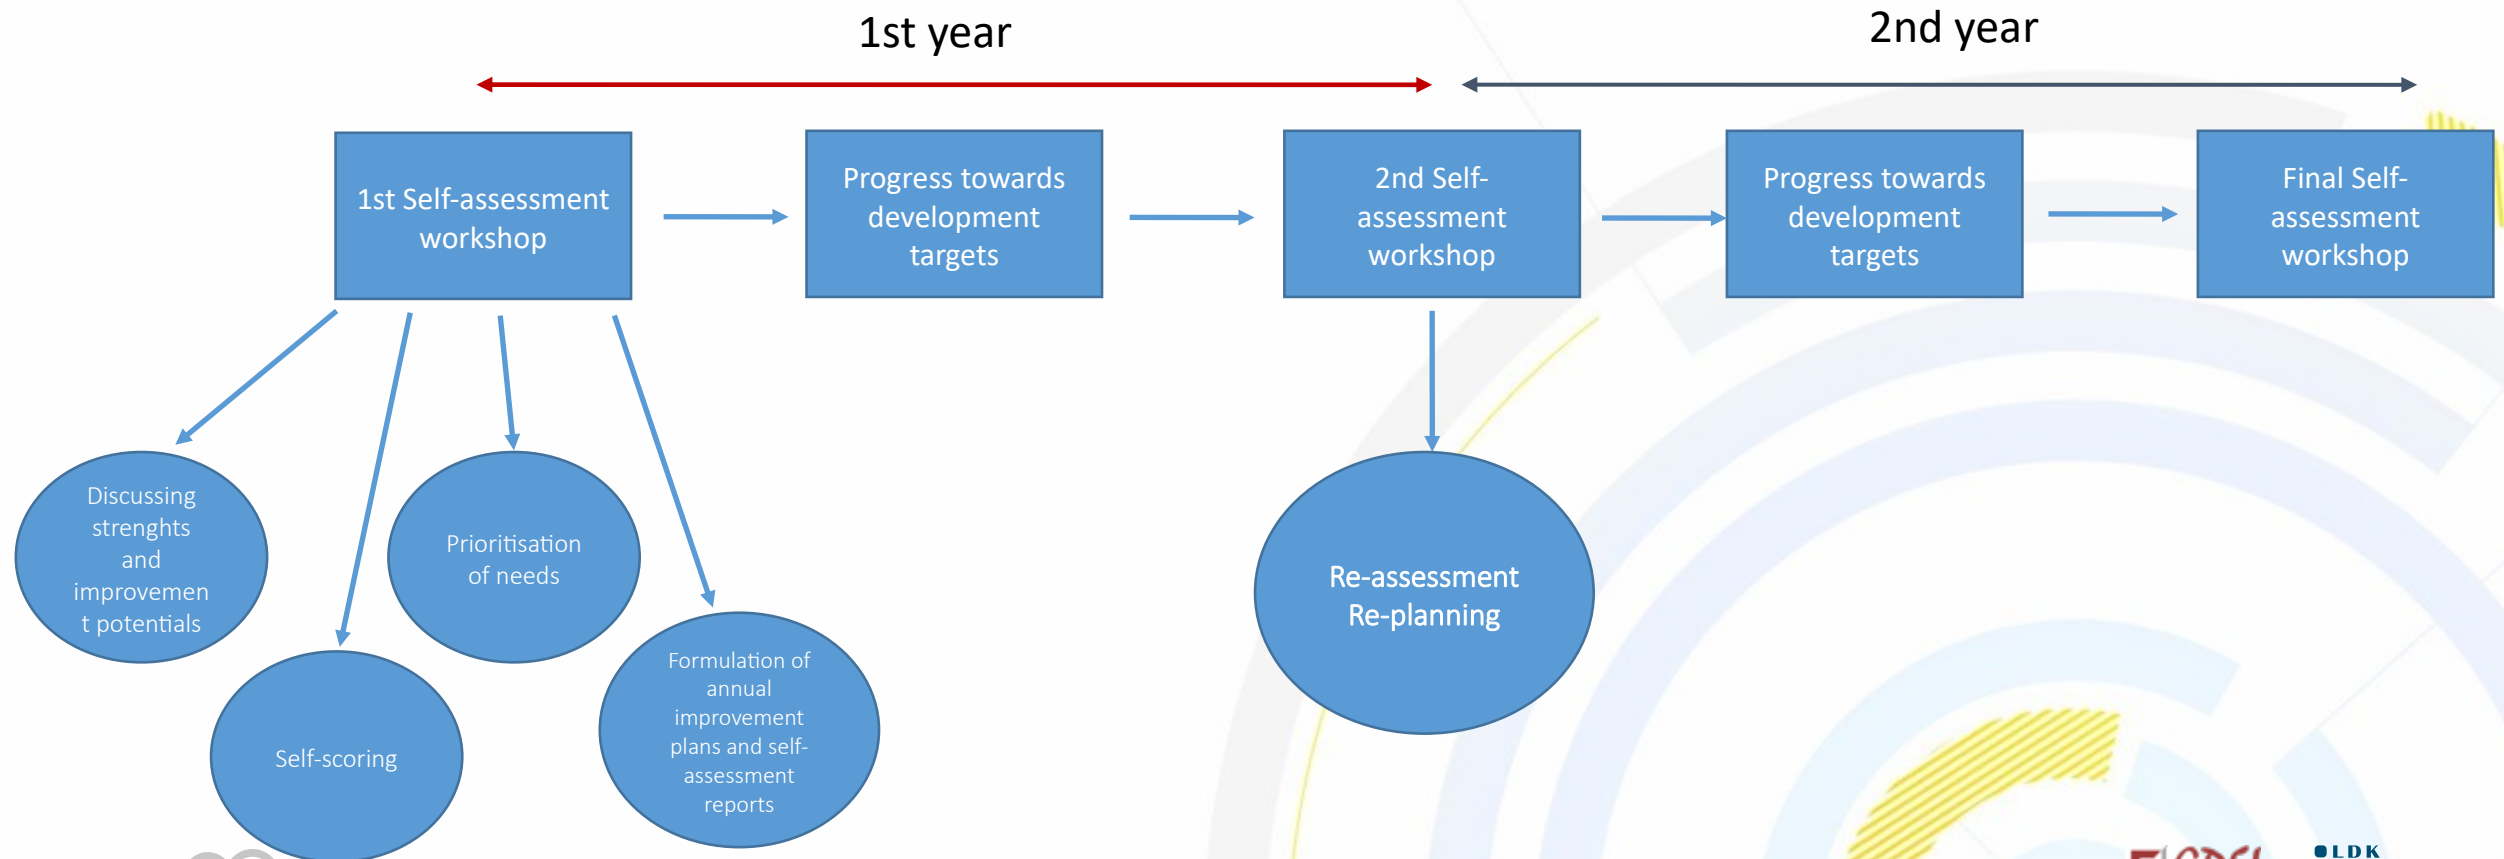 1st year
2nd year
1st Self-assessment
workshop
Progress towards
development
targets
2nd Self-
assessment
workshop
Progress towards
development
targets
Final Self-
assessment
workshop
Discussing
strenghts
and
improvemen
t potentials
Prioritisation
of needs
Self-scoring
Formulation of
annual
improvement
plans and self-
assessment
reports
Re-assessment
Re-planning
LDK